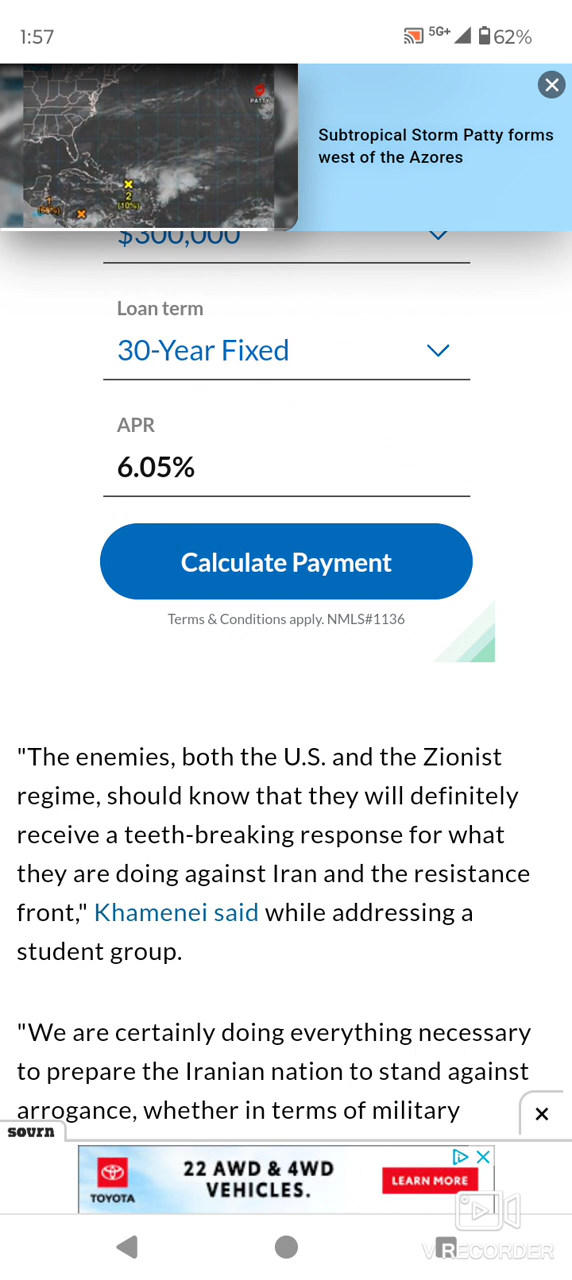 1:57
5G+
62%
PATTY
Subtropical Storm Patty forms
west of the Azores
2
(10%)
$300,000
Loan term
30-Year Fixed
APR
6.05%
Calculate Payment
Terms & Conditions apply. NMLS#1136
"The enemies, both the U.S. and the Zionist
regime, should know that they will definitely
receive a teeth-breaking response for what
they are doing against Iran and the resistance
front," Khamenei said while addressing a
student group.
"We are certainly doing everything necessary
to prepare the Iranian nation to stand against
arrogance, whether in terms of military
sovrn
22 AWD & 4WD
VEHICLES.
TOYOTA
LEARN MORE
VRECORDER